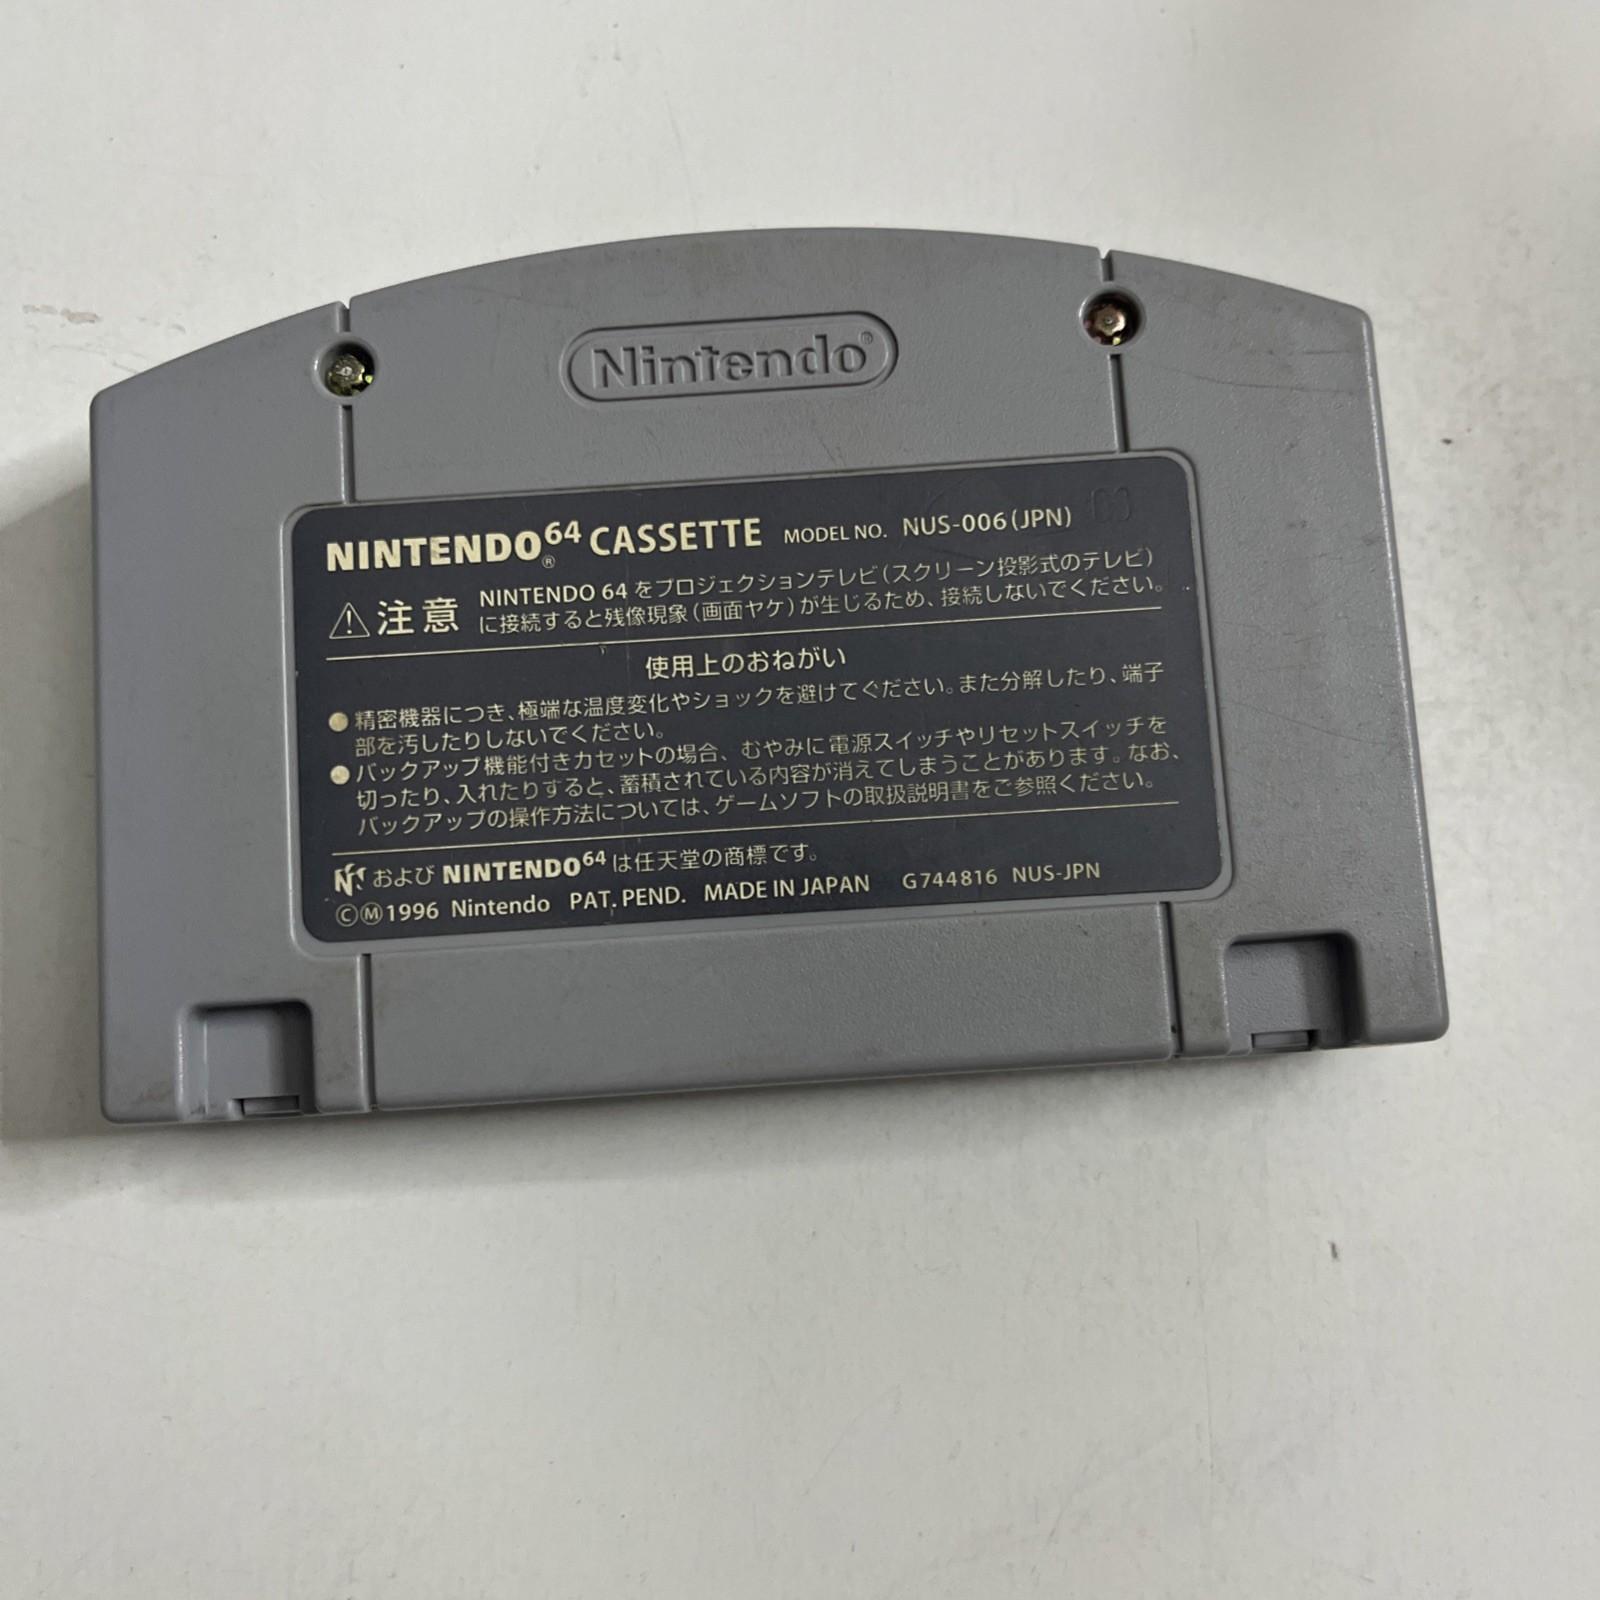 Nintendo®
NINTENDO64® CASSETTE MODEL NO. NUS-006(JPN)
注意 NINTENDO 64 をプロジェクションテレビ(スクリーン投影式のテレビ)
に接続すると残像現象(画面ヤケ)が生じるため、接続しないでください。
使用上のおねがい
●精密機器につき、極端な温度変化やショックを避けてください。また分解したり、端子
部を汚したりしないでください。
●バックアップ機能付きカセットの場合、むやみに電源スイッチやリセットスイッチを
切ったり、入れたりすると、蓄積されている内容が消えてしまうことがあります。なお、
バックアップの操作方法については、ゲームソフトの取扱説明書をご参照ください。
N および NINTENDO64 は任天堂の商標です。
©Ⓜ1996 Nintendo PAT. PEND. MADE IN JAPAN G744816 NUS-JPN